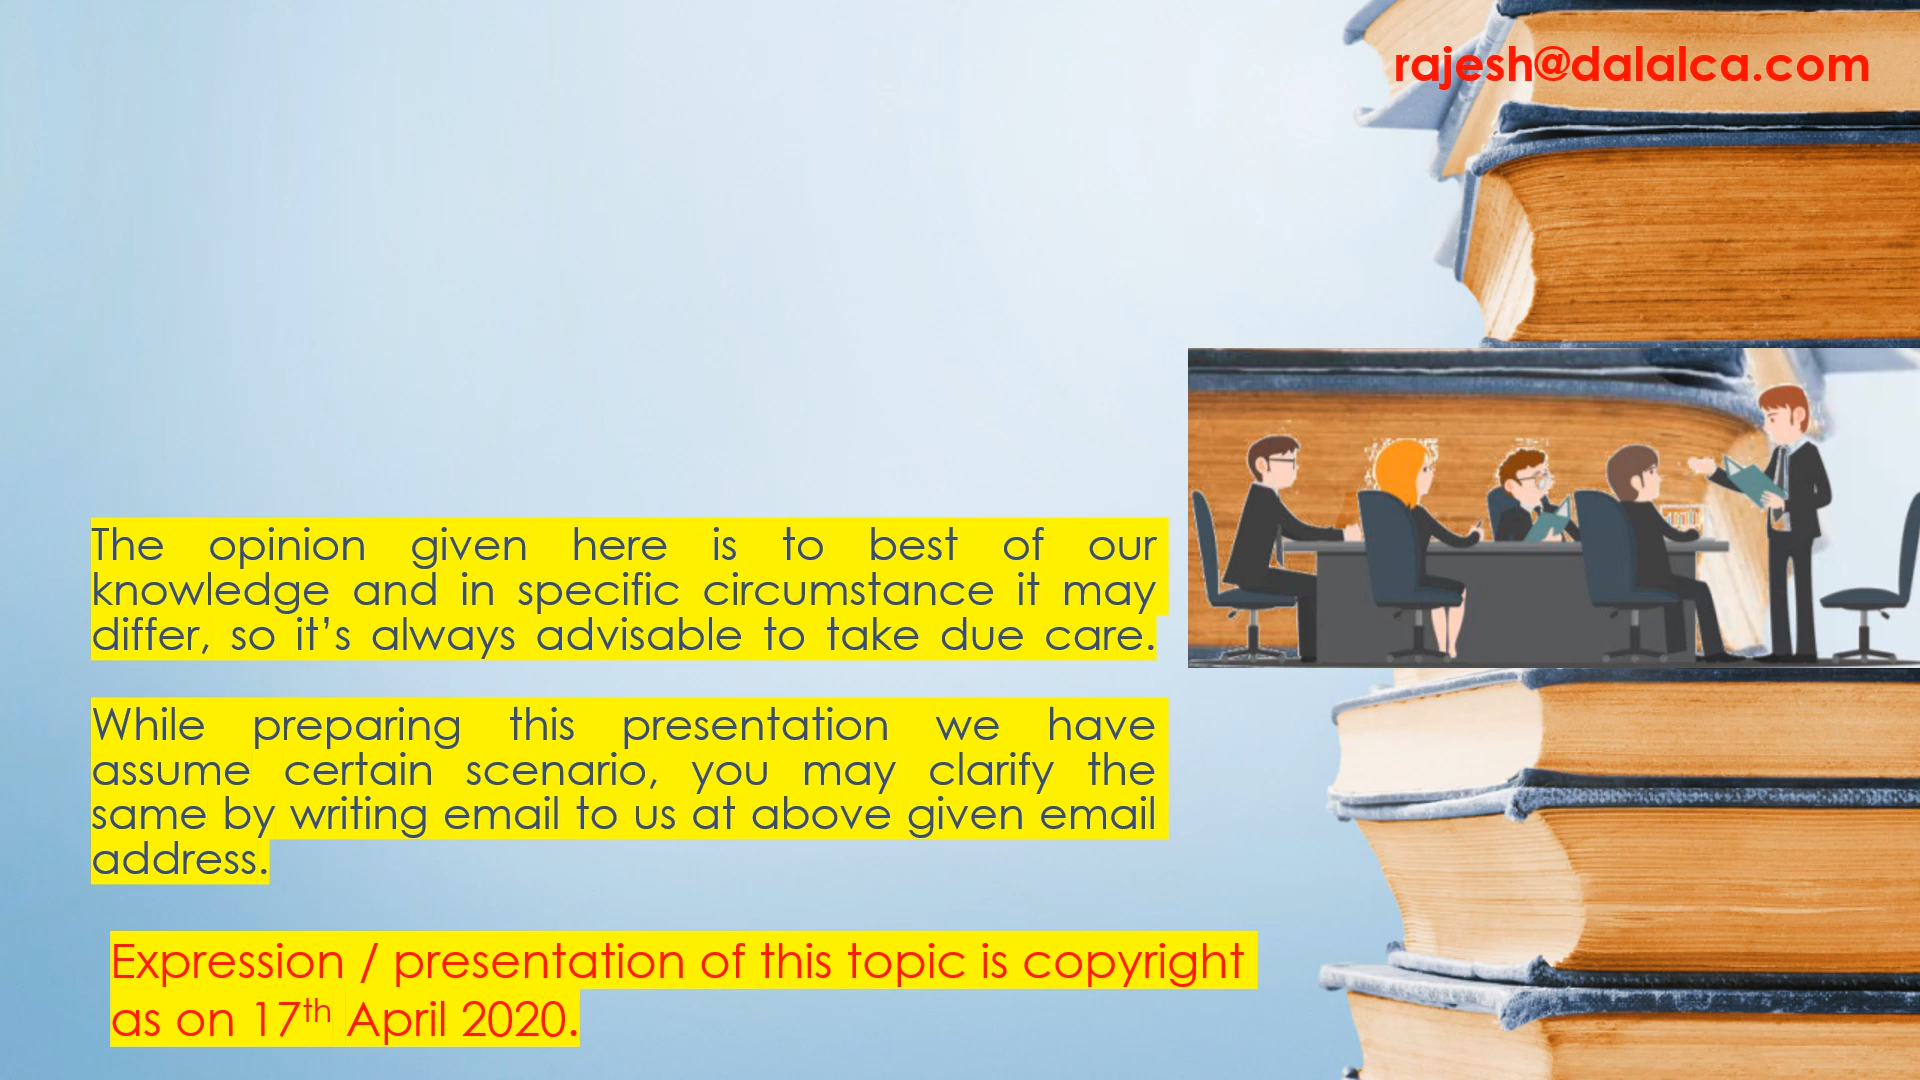 rajesh@dalalca.com
The opinion given here is to best of our
knowledge and in specific circumstance it may
differ, so it’s always advisable to take due care.
While preparing this presentation we have
assume certain scenario, you may clarify the
same by writing email to us at above given email
address.
Expression / presentation of this topic is copyright
as on 17th April 2020.